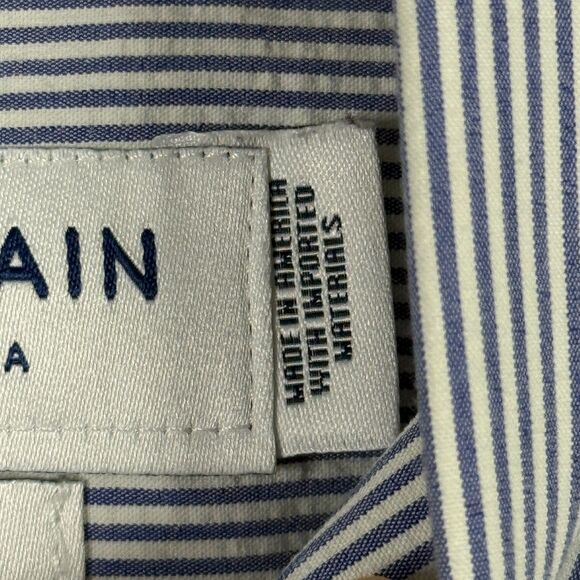 AIN
A
MADE IN AMERICA
WITH IMPORTED
MATERIALS